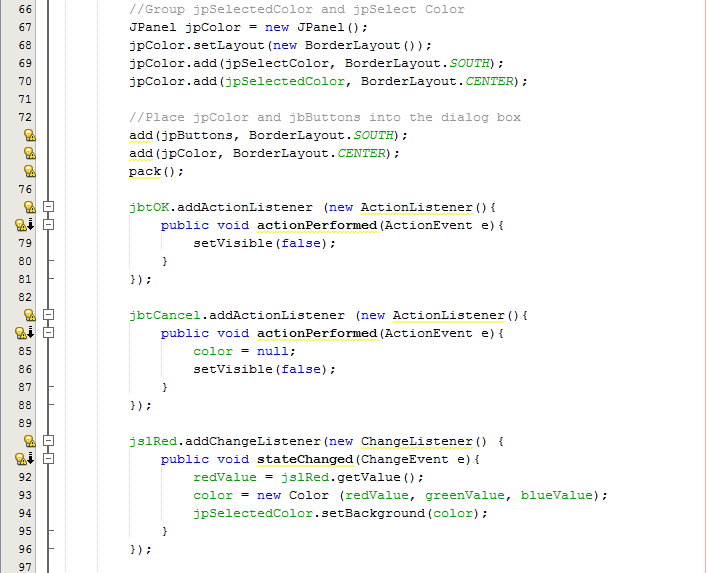 66 //Group jpSelectedColor and jpSelect Color
67 JPanel jpColor = new JPanel();
68 jpColor.setLayout(new BorderLayout());
69 jpColor.add(jpSelectColor, BorderLayout.SOUTH);
70 jpColor.add(jpSelectedColor, BorderLayout.CENTER);
71
72 //Place jpColor and jbButtons into the dialog box
add(jpButtons, BorderLayout.SOUTH);
add(jpColor, BorderLayout.CENTER);
pack();
76
jbtOK.addActionListener (new ActionListener(){
public void actionPerformed(ActionEvent e){
79 setVisible(false);
80 }
81 });
82
jbtCancel.addActionListener (new ActionListener(){
public void actionPerformed(ActionEvent e){
85 color = null;
86 setVisible(false);
87 }
88 });
89
jslRed.addChangeListener(new ChangeListener() {
public void stateChanged(ChangeEvent e){
92 redValue = jslRed.getValue();
93 color = new Color (redValue, greenValue, blueValue);
94 jpSelectedColor.setBackground(color);
95 }
96 });
97